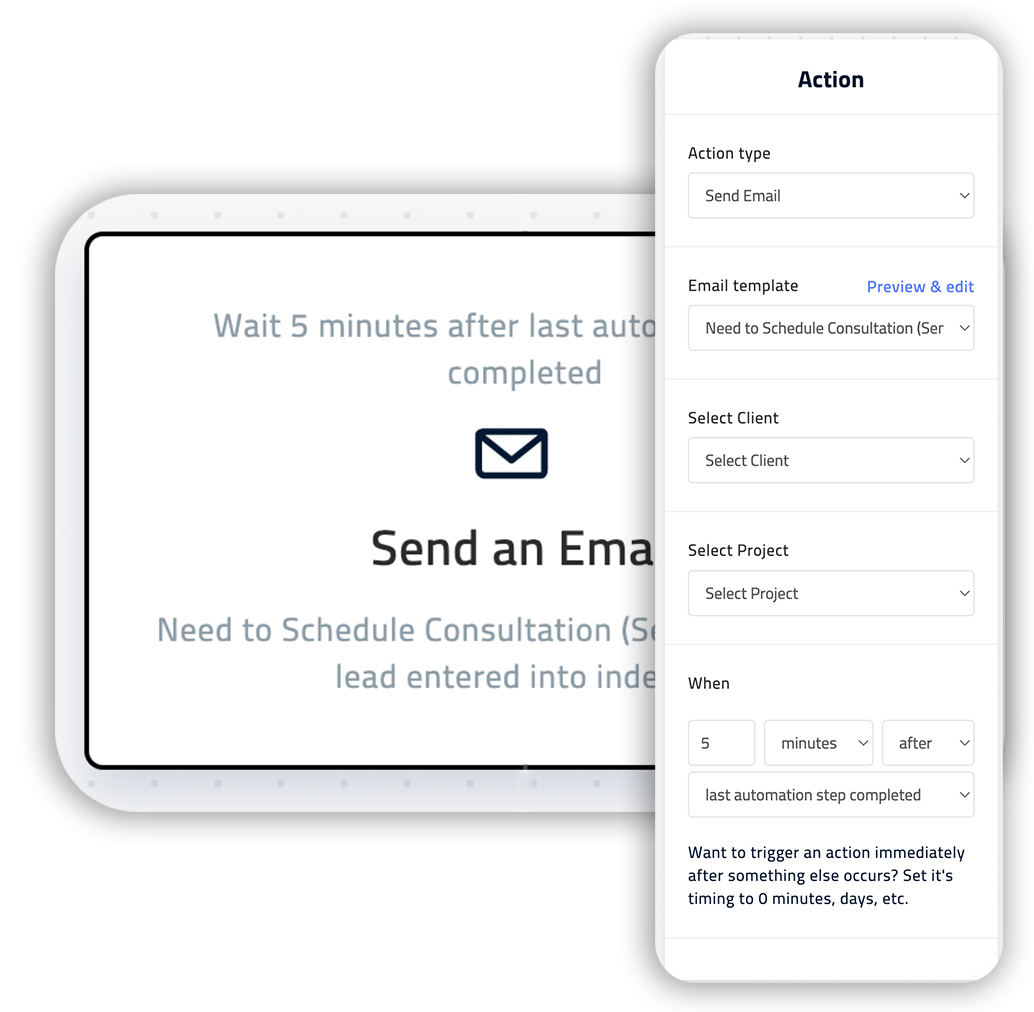 Wait 5 minutes after last auto
completed
Send an Ema
Need to Schedule Consultation (Se
lead entered into inde
Action
Action type
Send Email
Email template Preview & edit
Need to Schedule Consultation (Ser
Select Client
Select Client
Select Project
Select Project
When
5 minutes after
last automation step completed
Want to trigger an action immediately
after something else occurs? Set it's
timing to 0 minutes, days, etc.